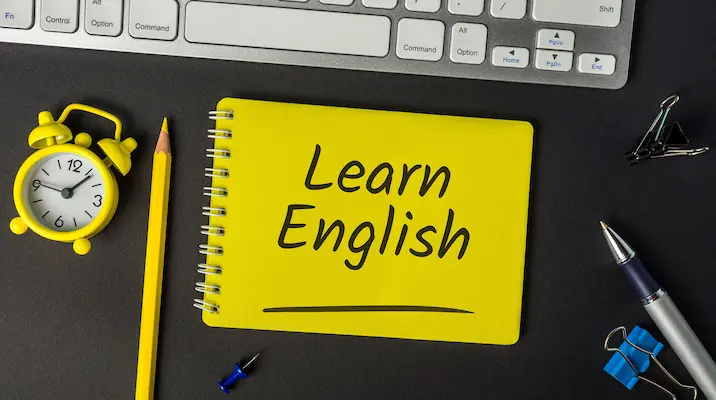 Fn
Control
Alt
Option
Command
Command
Alt
Option
Shift
PgUp
Home
PgDn
End
12
3
6
9
Learn
English